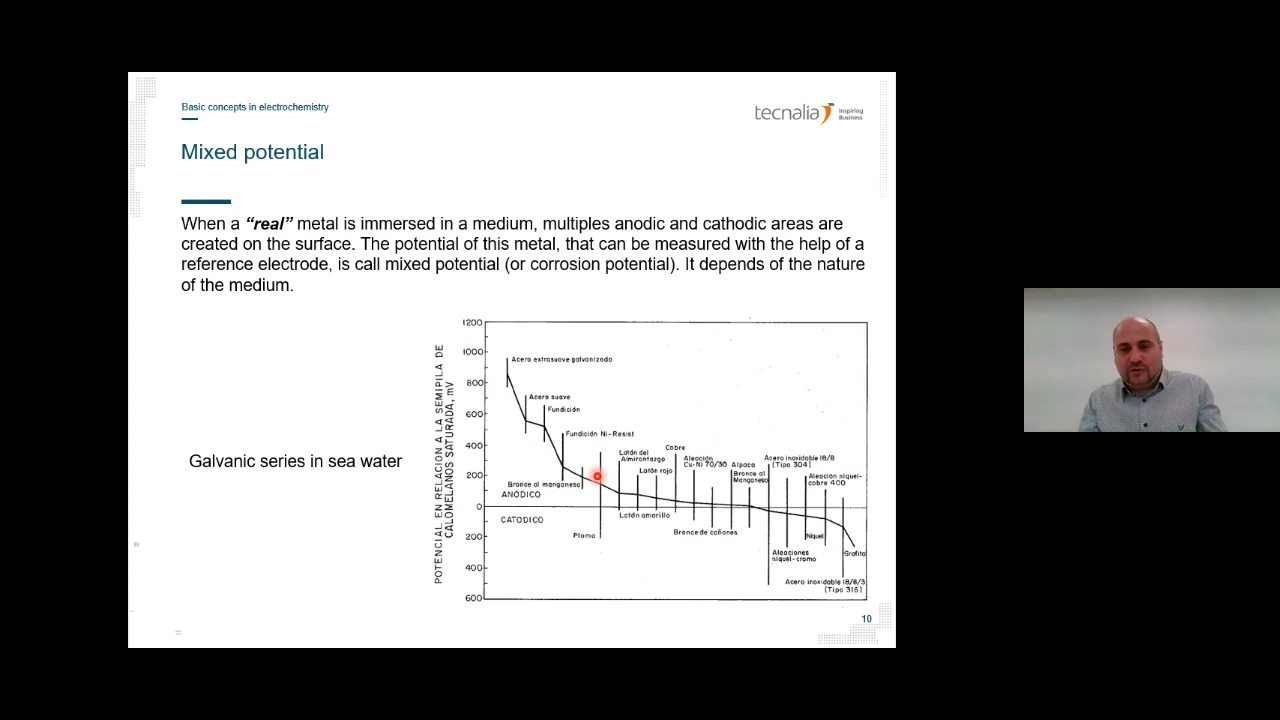 Basic concepts in electrochemistry
tecnalia Inspiring
Business
Mixed potential
When a “real” metal is immersed in a medium, multiples anodic and cathodic areas are
created on the surface. The potential of this metal, that can be measured with the help of a
reference electrode, is call mixed potential (or corrosion potential). It depends of the nature
of the medium.
Galvanic series in sea water
POTENCIAL EN RELACION A LA SEMIPILA DE
CALOMELANOS SATURADA, mV
1200
1000
800
600
400
200
0
200
400
600
ANODICO
CATODICO
Acero extrasuave galvanizado
Acero suave
Fundición
Fundición Ni-Resist
Bronce al manganeso
Plomo
Latón del
Almirantazgo
Latón rojo
Latón amarillo
Cobre
Aleación
Cu-Ni 70/30
Bronce de cañones
Alpaca
Bronce al
Manganeso
Acero inoxidable 18/8
(Tipo 304)
Aleaciones
níquel-cromo
Aleación níquel-
cobre 400
Níquel
Grafito
Acero inoxidable 18/8/3
(Tipo 316)
10